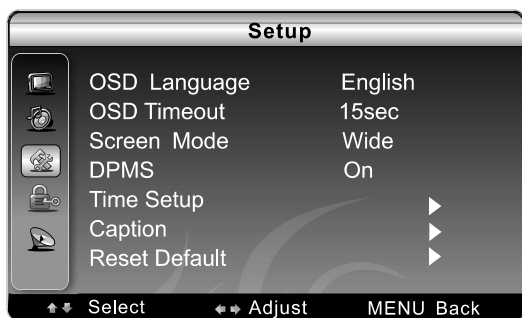 Setup
OSD Language English
OSD Timeout 15sec
Screen Mode Wide
DPMS On
Time Setup
Caption
Reset Default
Select Adjust MENU Back